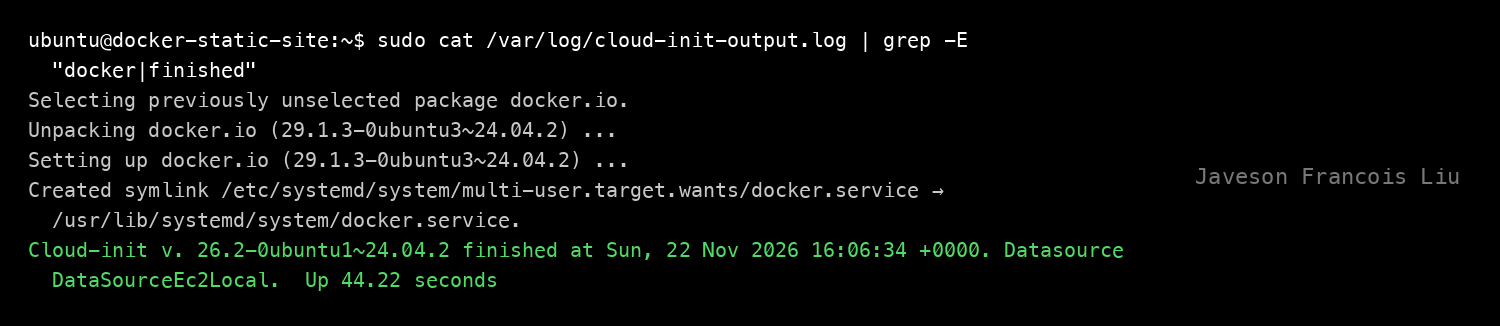 ubuntu@docker-static-site:~$ sudo cat /var/log/cloud-init-output.log | grep -E
"docker|finished"
Selecting previously unselected package docker.io.
Unpacking docker.io (29.1.3-0ubuntu3~24.04.2) ...
Setting up docker.io (29.1.3-0ubuntu3~24.04.2) ...
Created symlink /etc/systemd/system/multi-user.target.wants/docker.service →
/usr/lib/systemd/system/docker.service.
Cloud-init v. 26.2-0ubuntu1~24.04.2 finished at Sun, 22 Nov 2026 16:06:34 +0000. Datasource
DataSourceEc2Local.  Up 44.22 seconds
Javeson Francois Liu